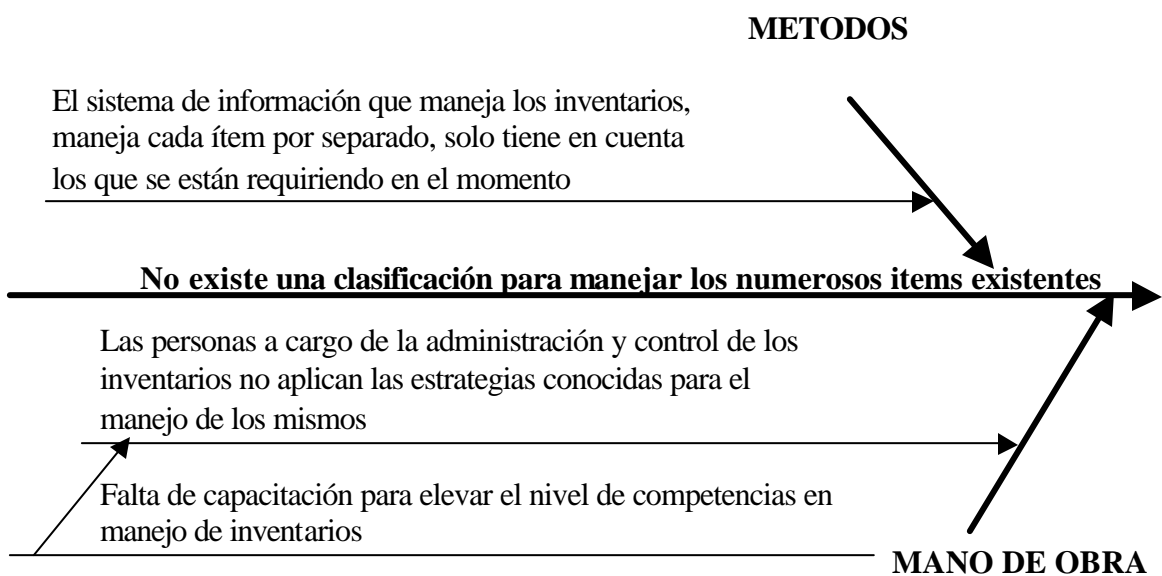 METODOS
El sistema de información que maneja los inventarios,
maneja cada ítem por separado, solo tiene en cuenta
los que se están requiriendo en el momento
No existe una clasificación para manejar los numerosos items existentes
Las personas a cargo de la administración y control de los
inventarios no aplican las estrategias conocidas para el
manejo de los mismos
Falta de capacitación para elevar el nivel de competencias en
manejo de inventarios
MANO DE OBRA